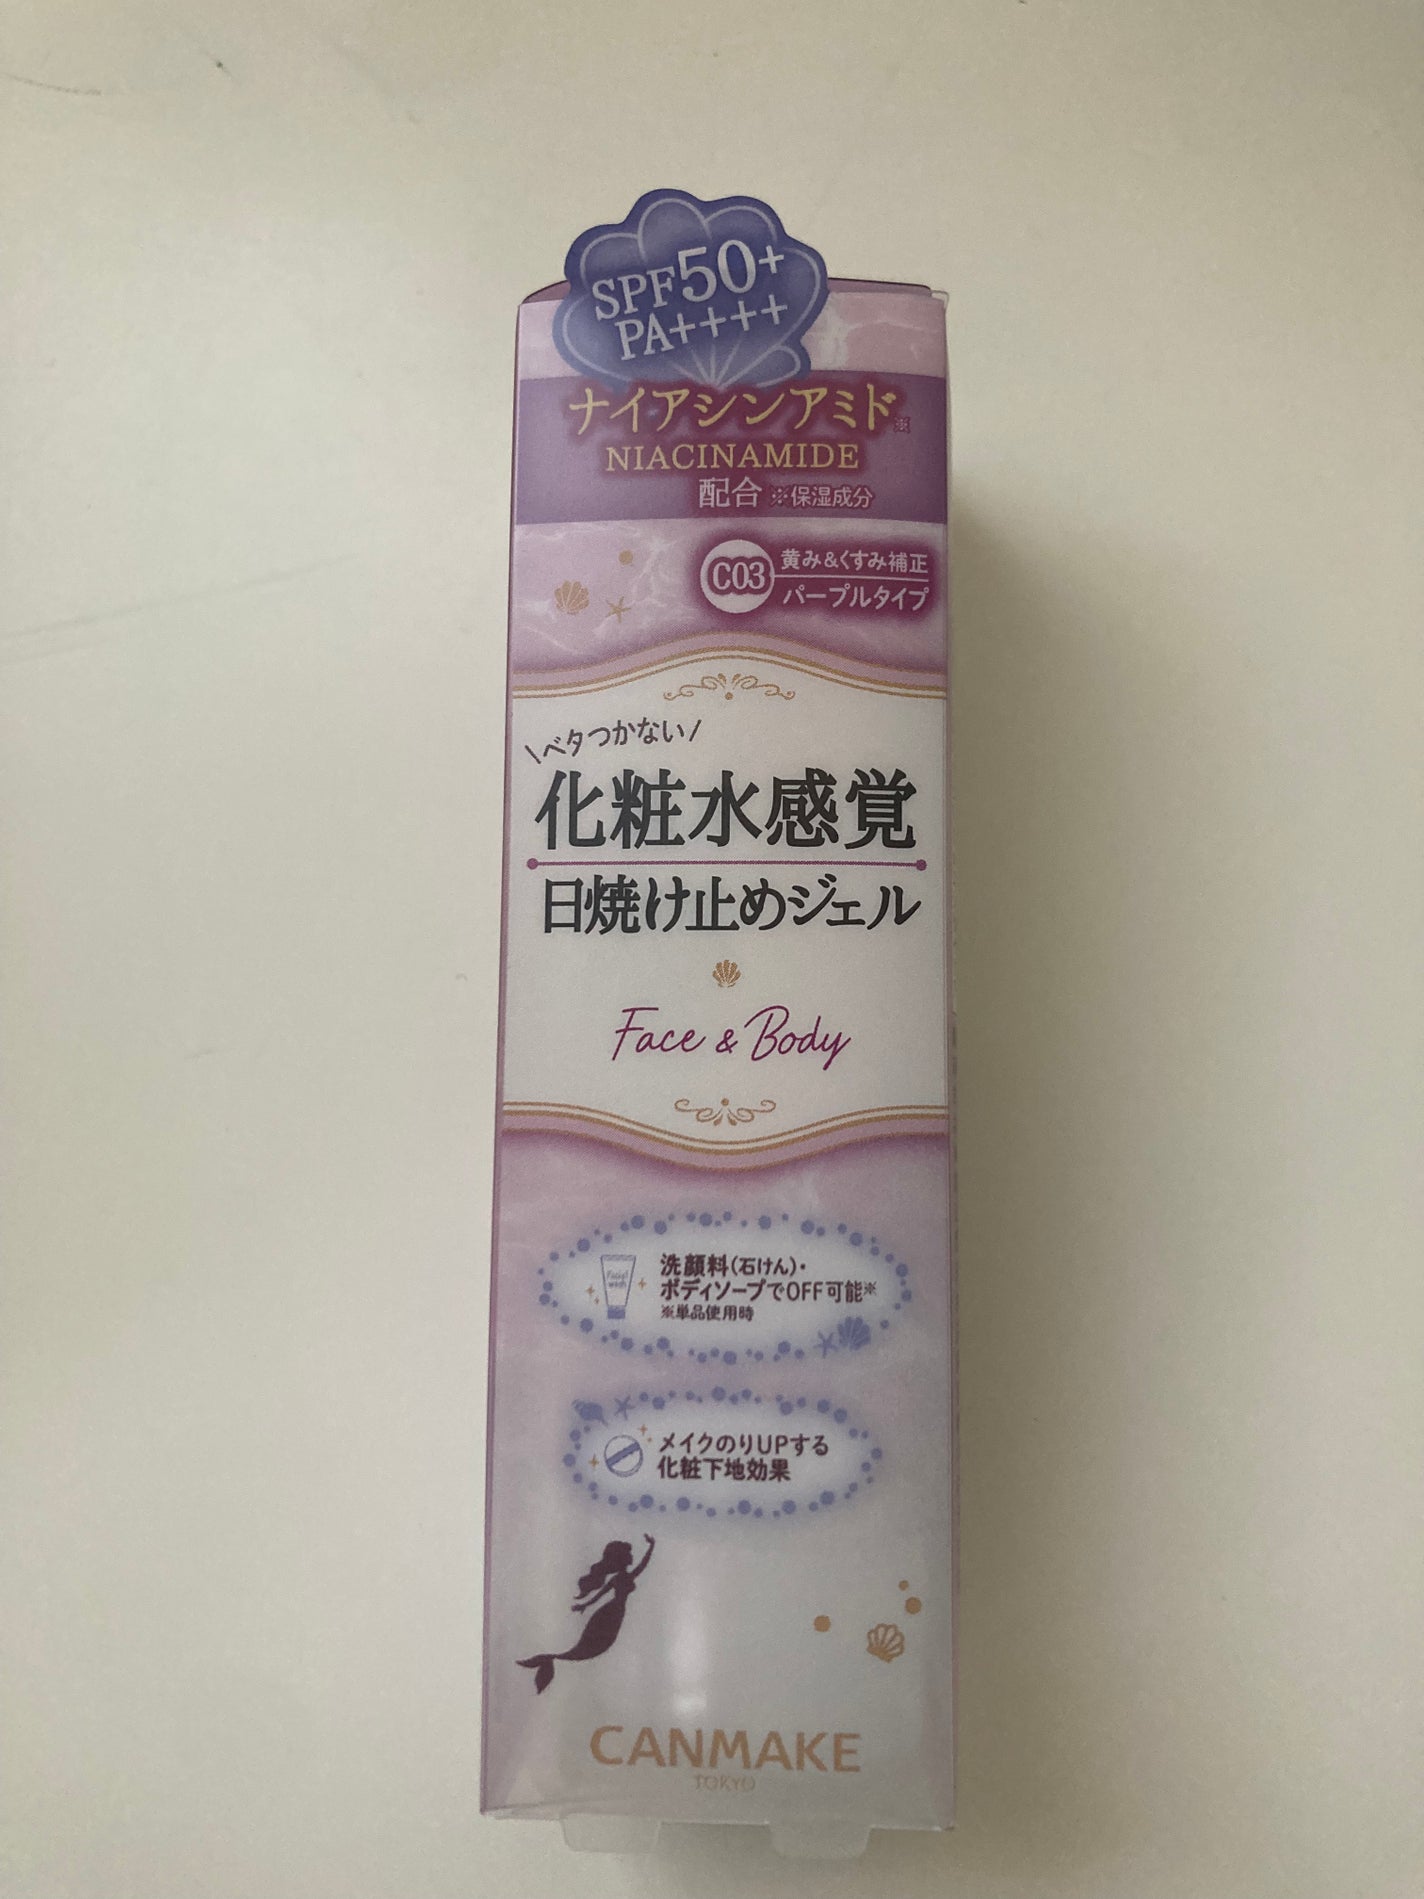 SPF50+
PA++++
ナイアシンアミド※
NIACINAMIDE
配合 ※保湿成分
C03
黄み&くすみ補正
パープルタイプ
\ベタつかない/
化粧水感覚
日焼け止めジェル
Face & Body
Facial
wash
洗顔料(石けん)・
ボディソープでOFF可能※
※単品使用時
メイクのりUPする
化粧下地効果
CANMAKE
TOKYO